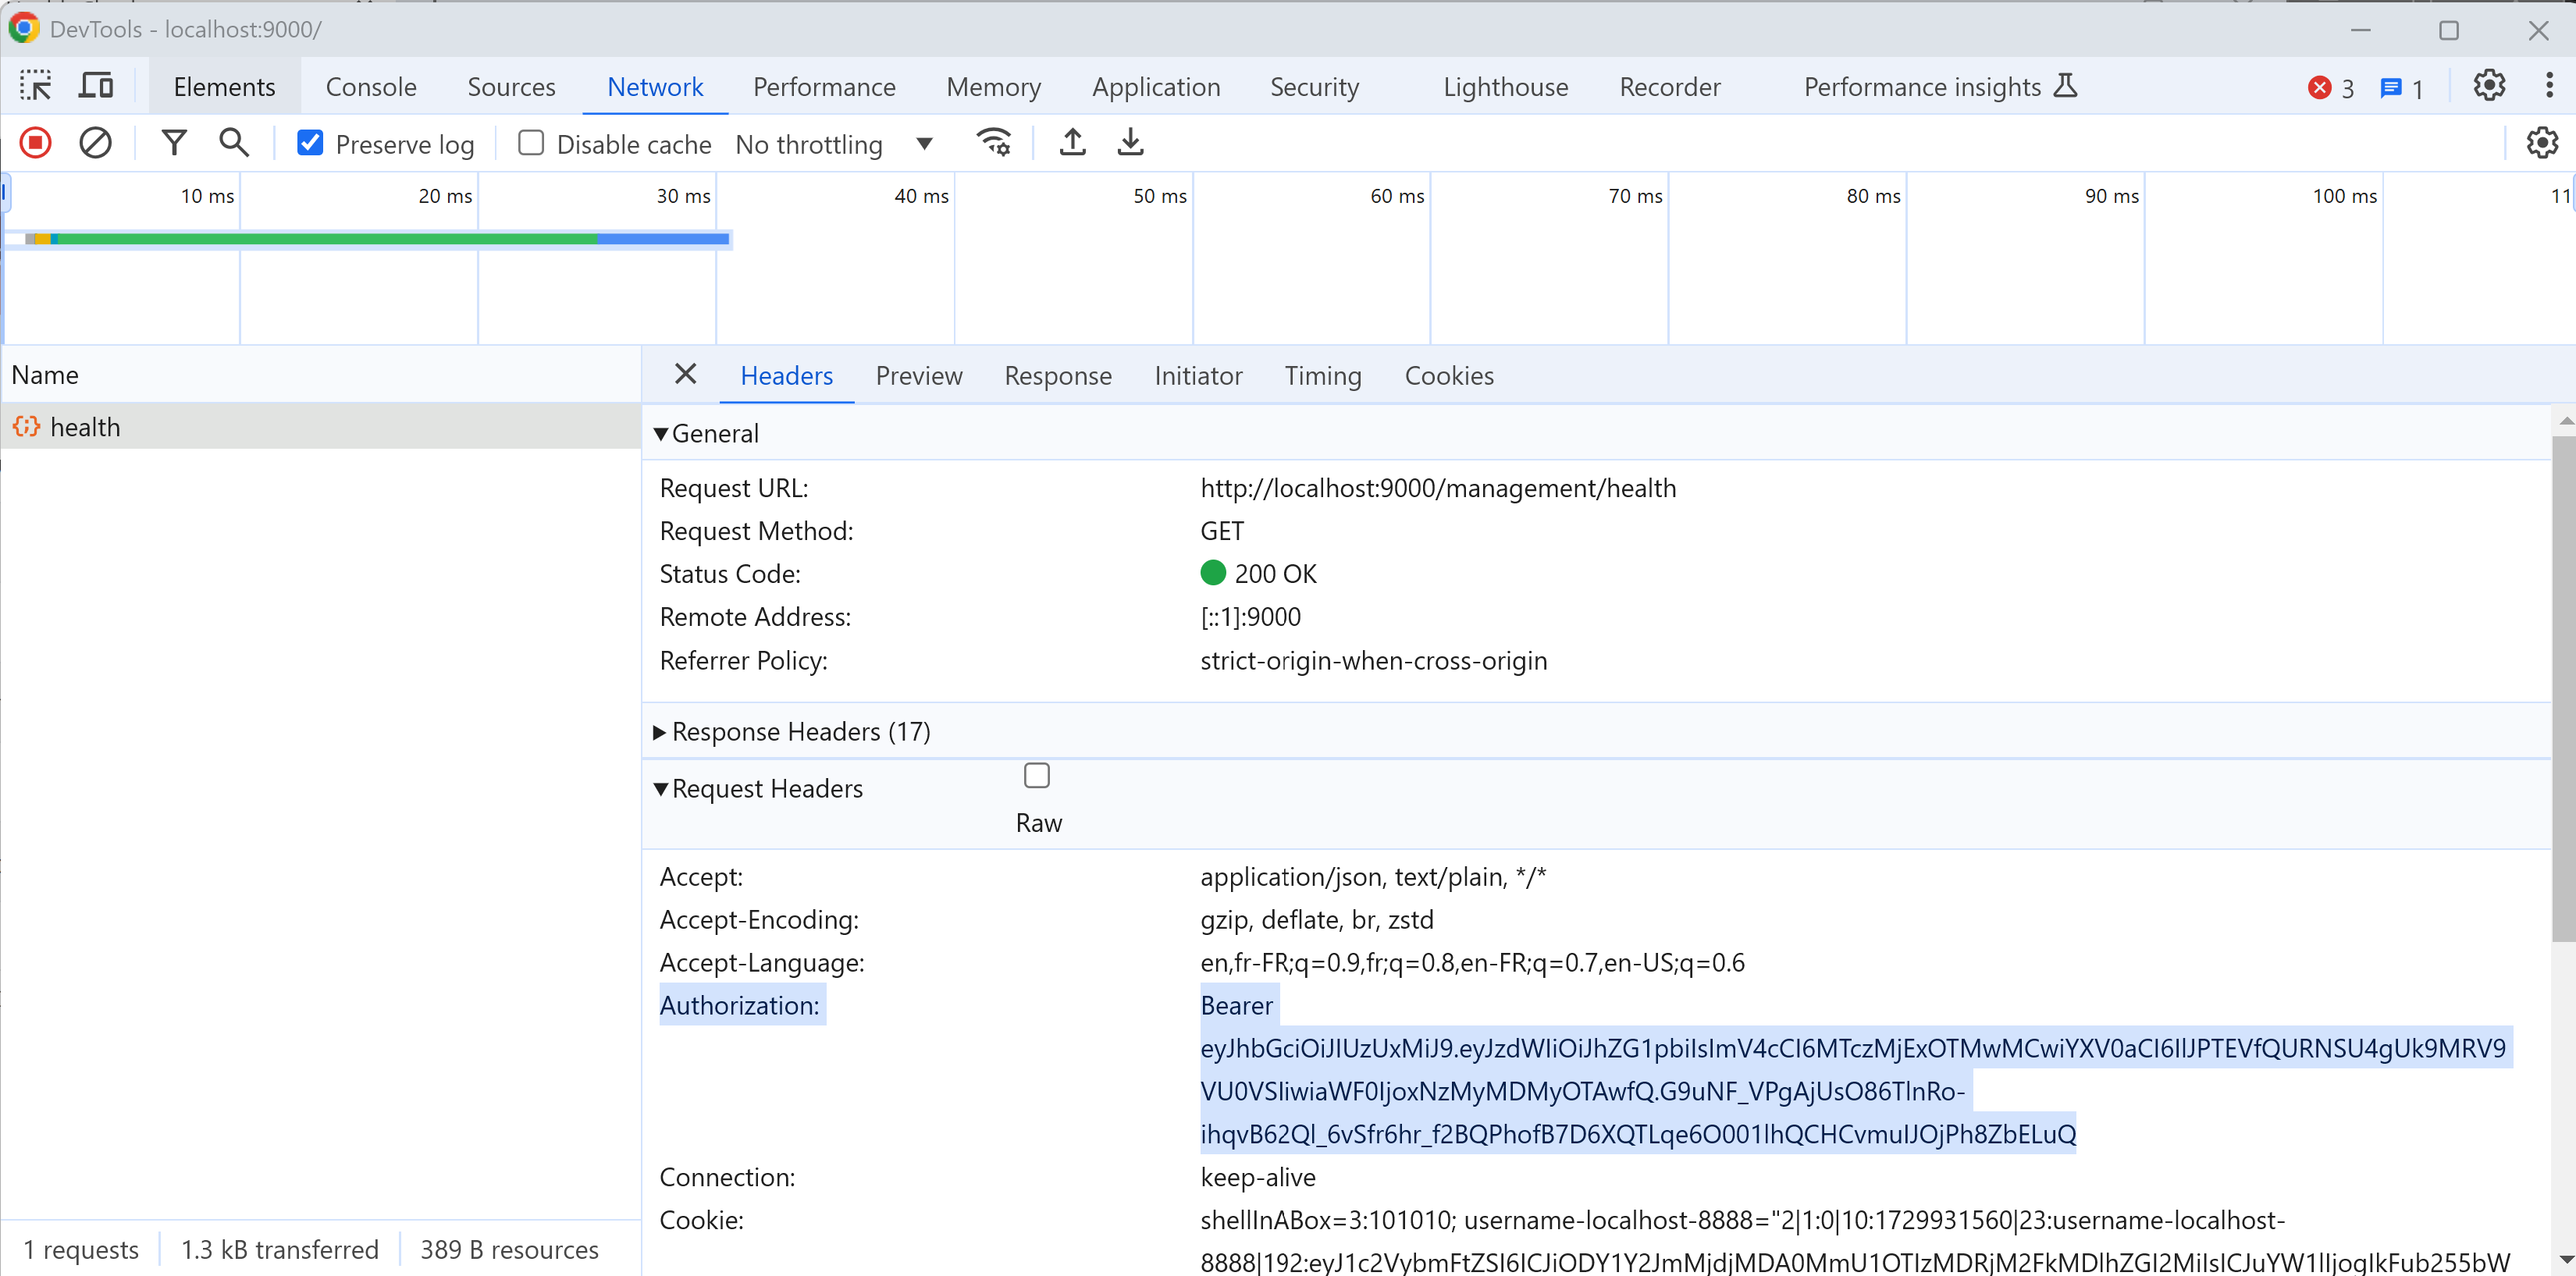 DevTools - localhost:9000/
Elements Console Sources Network Performance Memory Application Security Lighthouse Recorder Performance insights 3 1
Preserve log Disable cache No throttling
10 ms 20 ms 30 ms 40 ms 50 ms 60 ms 70 ms 80 ms 90 ms 100 ms 11
Name
health
Headers Preview Response Initiator Timing Cookies
General
Request URL: http://localhost:9000/management/health
Request Method: GET
Status Code: 200 OK
Remote Address: [::1]:9000
Referrer Policy: strict-origin-when-cross-origin
Response Headers (17)
Request Headers
Raw
Accept: application/json, text/plain, */*
Accept-Encoding: gzip, deflate, br, zstd
Accept-Language: en,fr-FR;q=0.9,fr;q=0.8,en-FR;q=0.7,en-US;q=0.6
Authorization: Bearer
eyJhbGciOiJIUzUxMiJ9.eyJzdWIiOiJhZG1pbiIsImV4cCI6MTczMjExOTMwMCwiYXV0aCI6IlJPTEVfQURNSU4gUk9MRV9
VU0VSIiwiaWF0IjoxNzMyMDMyOTAwfQ.G9uNF_VPgAjUsO86TlnRo-
ihqvB62Ql_6vSfr6hr_f2BQPhofB7D6XQTLqe6O001lhQCHCvmuIJOjPh8ZbELuQ
Connection: keep-alive
Cookie: shellInABox=3:101010; username-localhost-8888="2|1:0|10:1729931560|23:username-localhost-
8888|192:eyJ1c2VybmFtZSI6ICJiODY1Y2JmMjdjMDA0MmU1OTIzMDRjM2FkMDlhZGI2MiIsICJuYW1lIjogIkFub255bW
1 requests 1.3 kB transferred 389 B resources